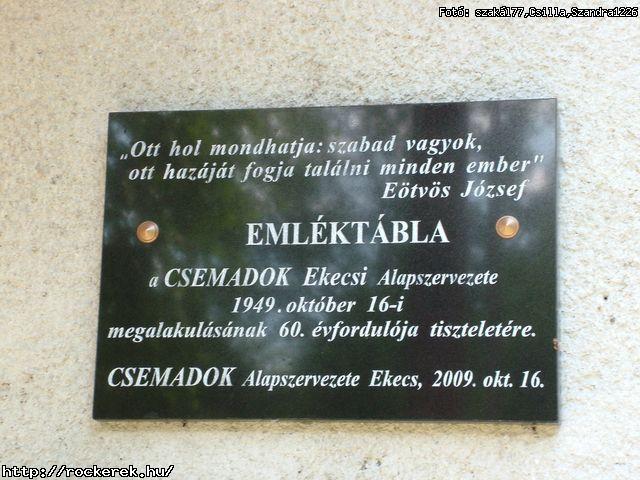 Fotó: szakál77,Csilla,Szandra1226
„Ott hol mondhatja: szabad vagyok,
ott hazáját fogja találni minden ember"
Eötvös József
EMLÉKTÁBLA
a CSEMADOK Ekecsi Alapszervezete
1949. október 16-i
megalakulásának 60. évfordulója tiszteletére.
CSEMADOK Alapszervezete Ekecs, 2009. okt. 16.
http://rockerek.hu/